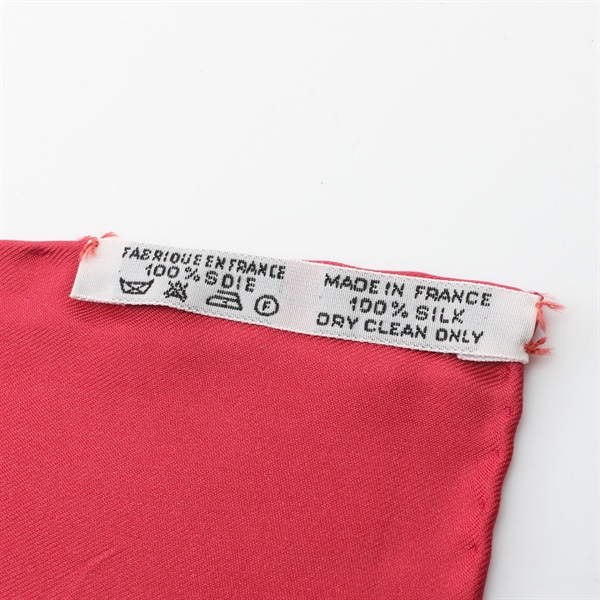 FABRIQUE EN FRANCE
100% SOIE
F
MADE IN FRANCE
100% SILK
DRY CLEAN ONLY